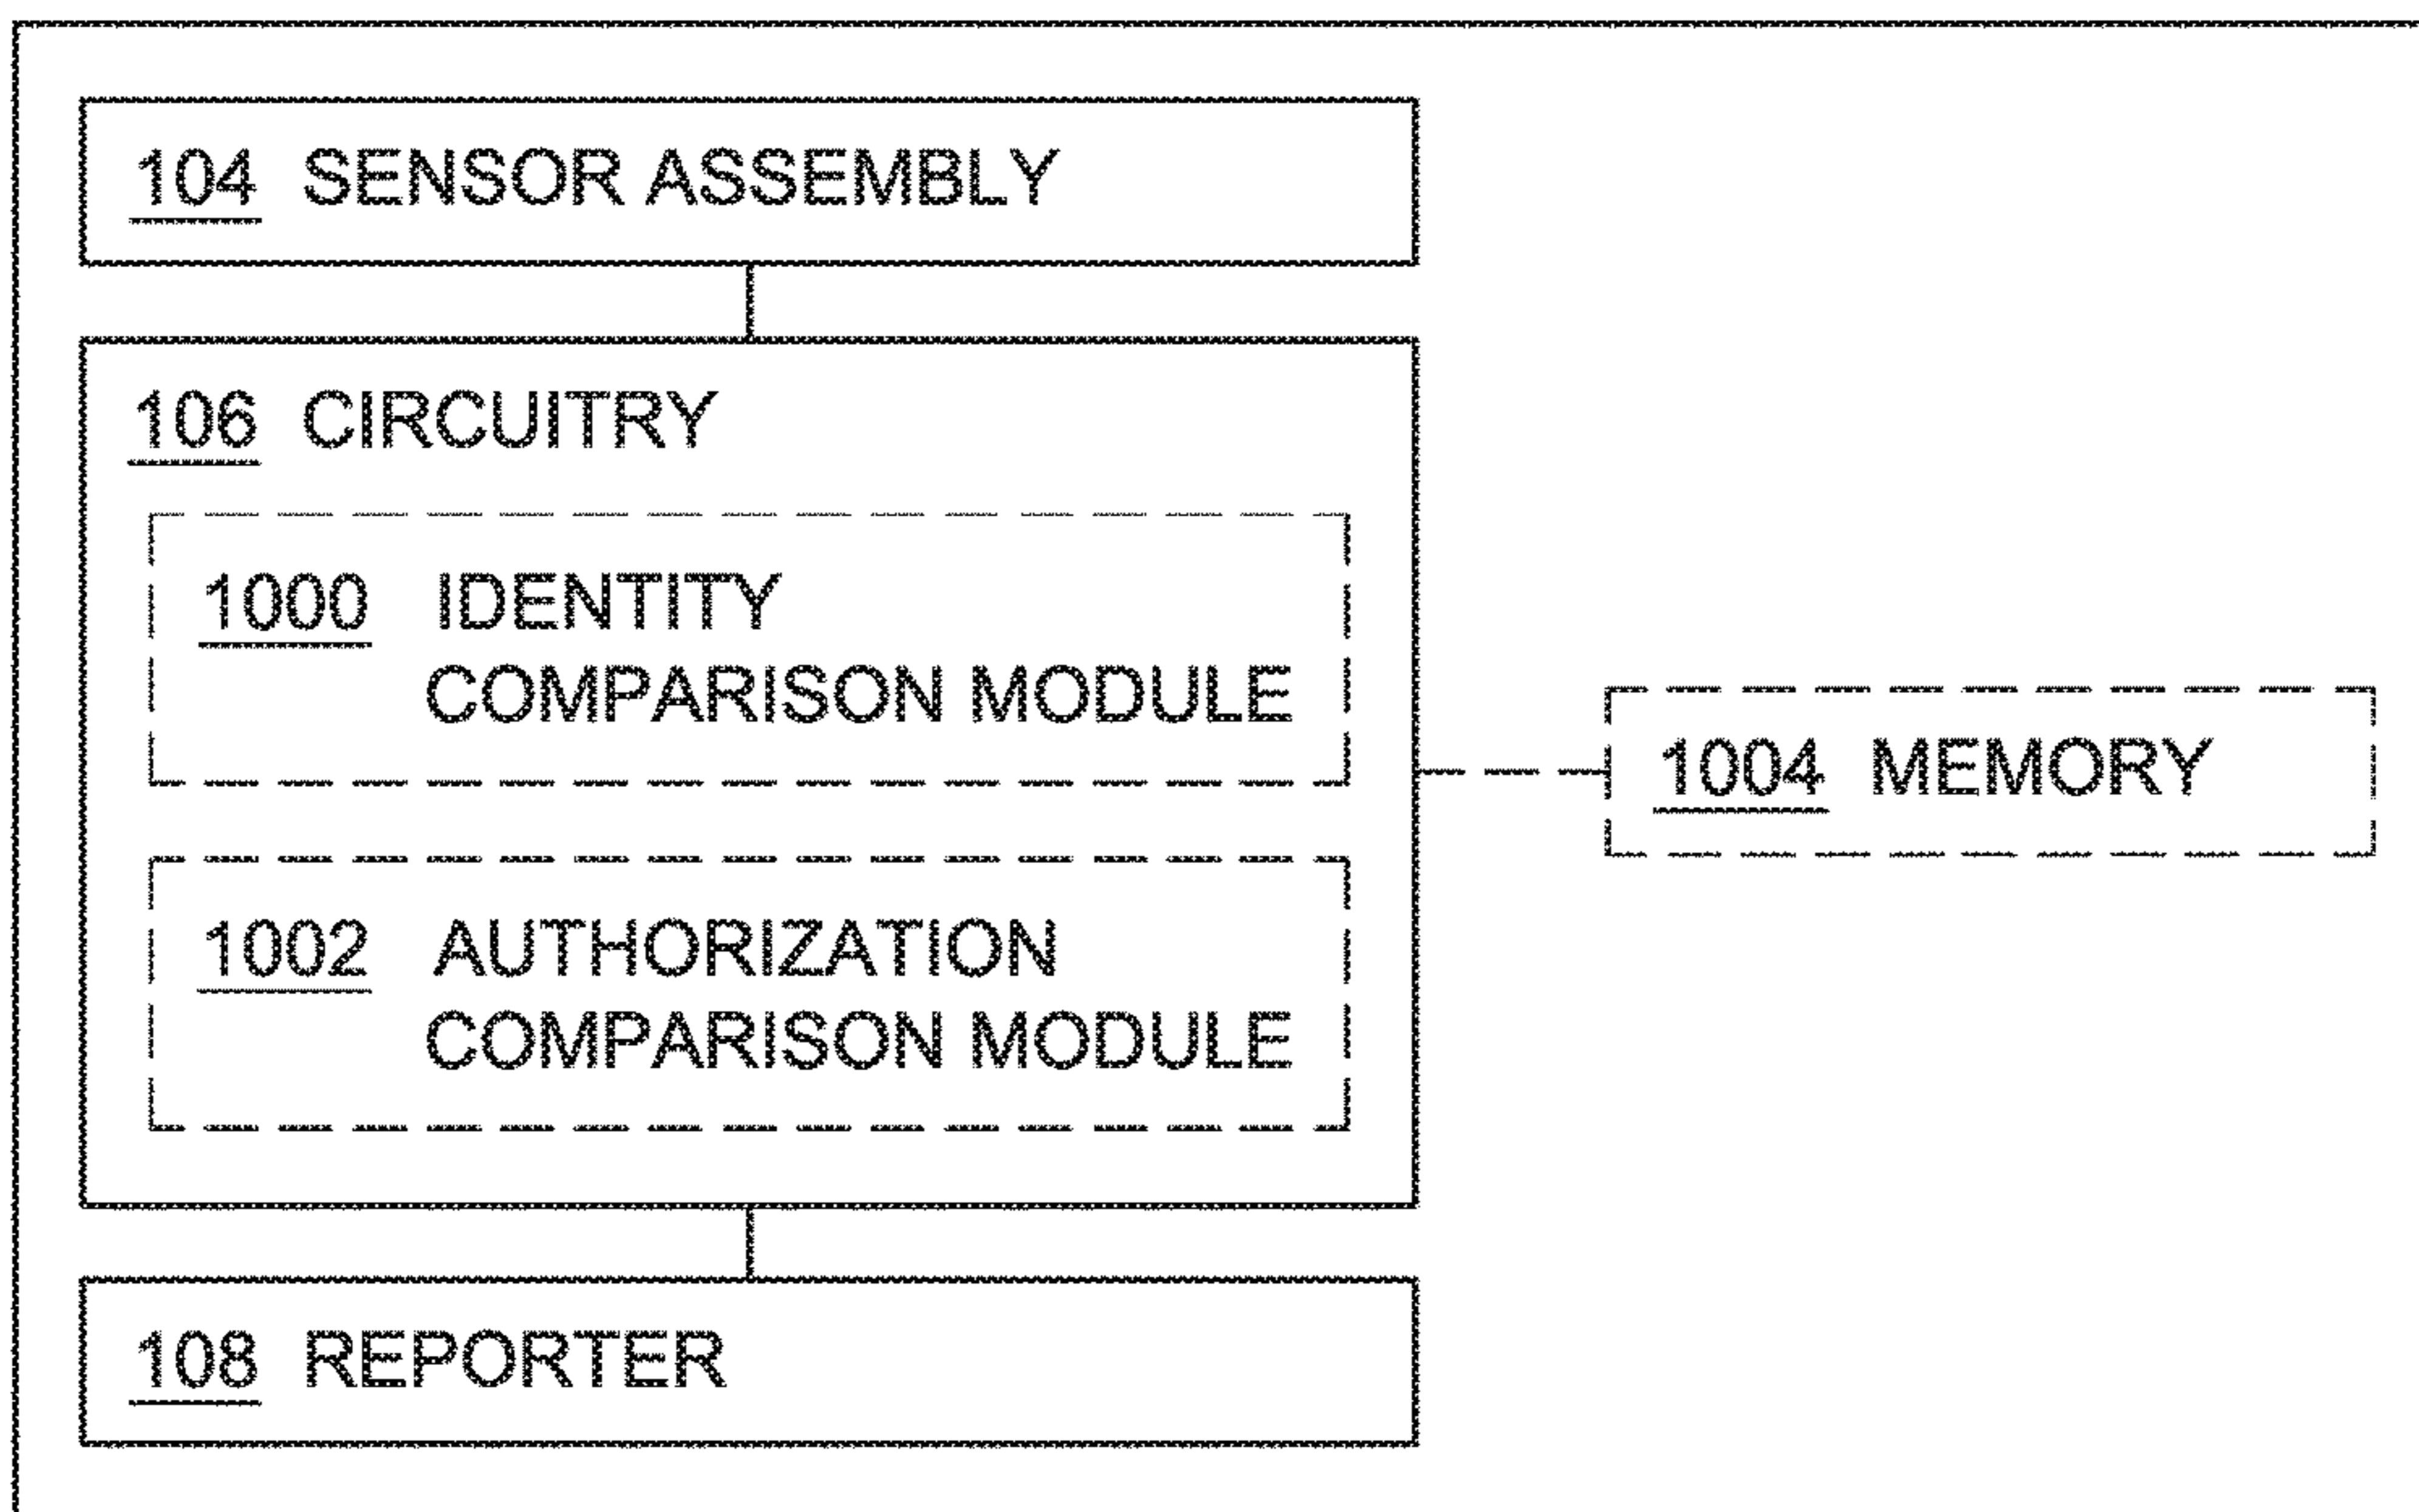 104 SENSOR ASSEMBLY
106 CIRCUITRY
1000 IDENTITY
COMPARISON MODULE
1004 MEMORY
1002 AUTHORIZATION
COMPARISON MODULE
108 REPORTER